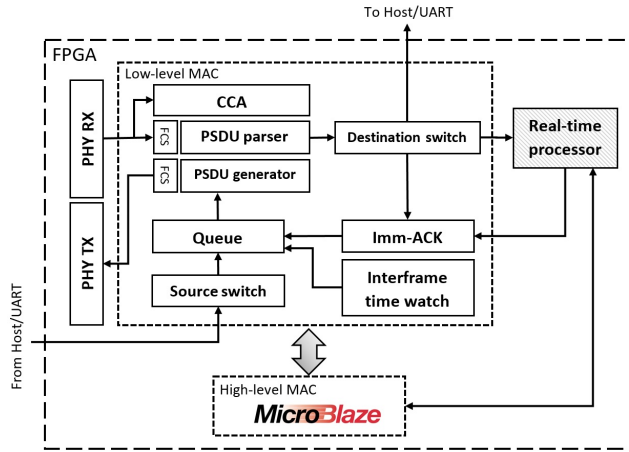 To Host/UART
FPGA
Low-level MAC
PHY RX
CCA
FCS
PSDU parser
Destination switch
Real-time
processor
FCS
PSDU generator
PHY TX
Queue
Imm-ACK
Source switch
Interframe
time watch
From Host/UART
High-level MAC
MicroBlaze